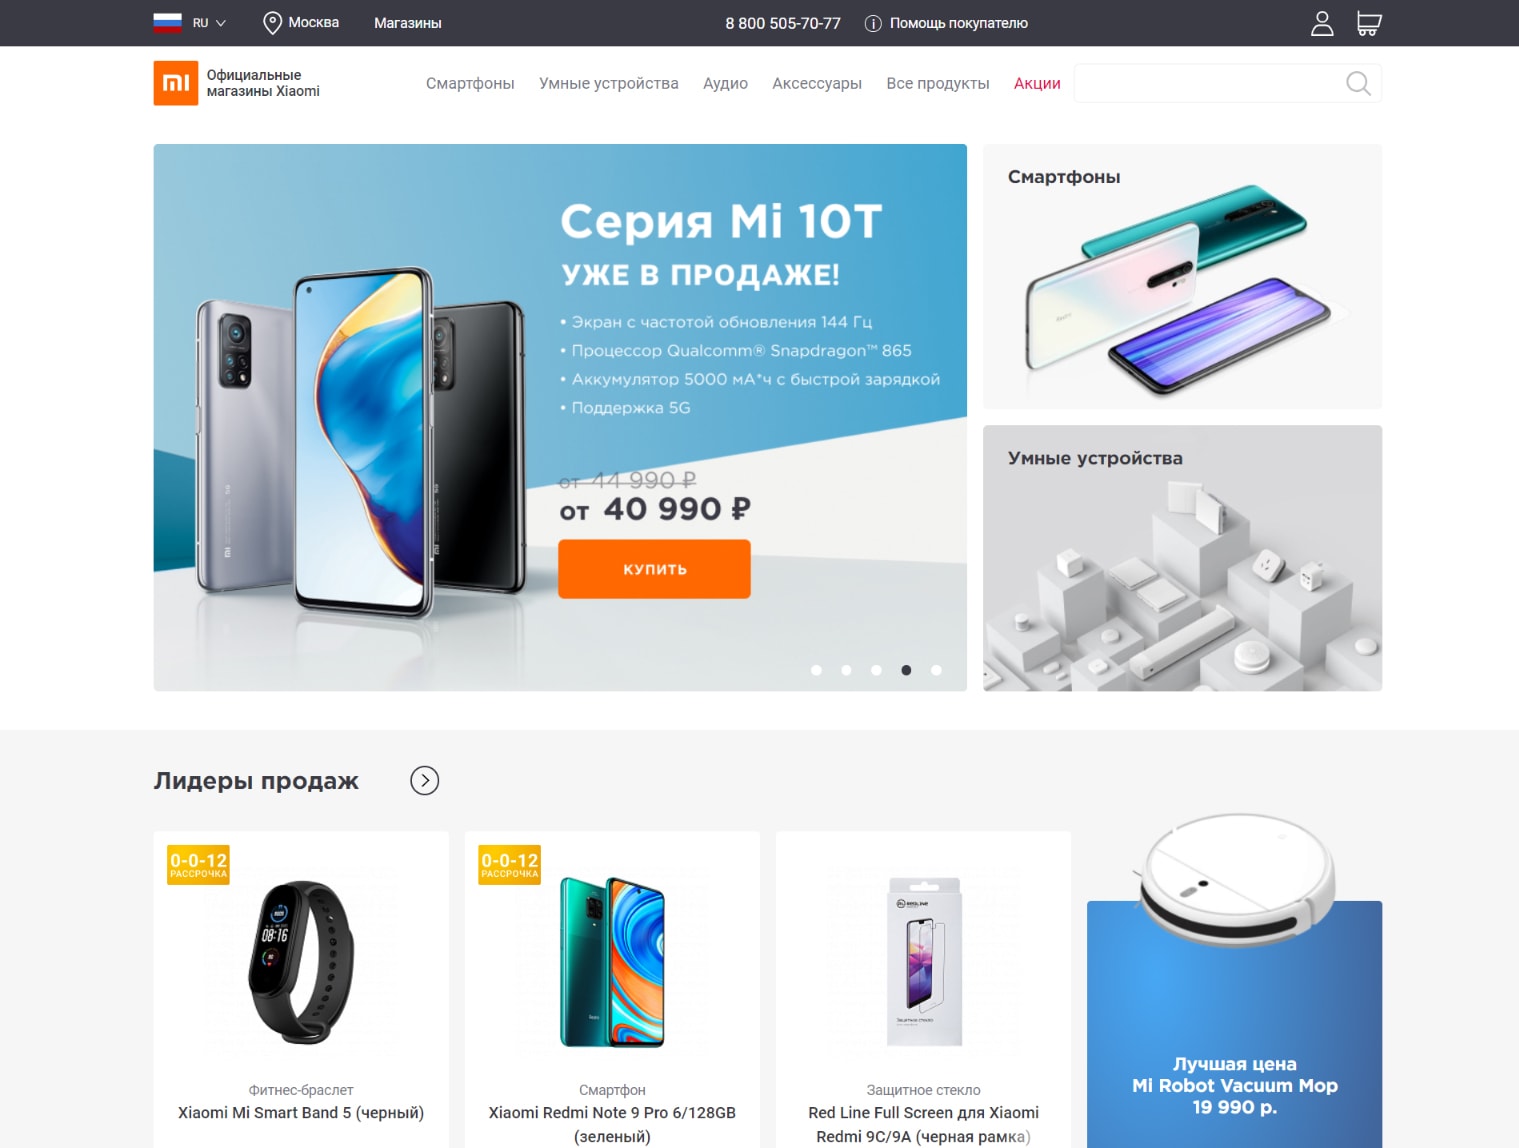 RU
Москва
Магазины
8 800 505-70-77
Помощь покупателю
Официальные
магазины Xiaomi
Смартфоны
Умные устройства
Аудио
Аксессуары
Все продукты
Акции
Серия Mi 10T
УЖЕ В ПРОДАЖЕ!
• Экран с частотой обновления 144 Гц
• Процессор Qualcomm® Snapdragon™ 865
• Аккумулятор 5000 мА*ч с быстрой зарядкой
• Поддержка 5G
от 44 990 ₽
от 40 990 ₽
КУПИТЬ
Смартфоны
Умные устройства
Лидеры продаж
0-0-12
РАССРОЧКА
08:16
Фитнес-браслет
Xiaomi Mi Smart Band 5 (черный)
0-0-12
РАССРОЧКА
Смартфон
Xiaomi Redmi Note 9 Pro 6/128GB
(зеленый)
REDLINE
Защитное стекло
Защитное стекло
Red Line Full Screen для Xiaomi
Redmi 9C/9A (черная рамка)
Лучшая цена
Mi Robot Vacuum Mop
19 990 р.